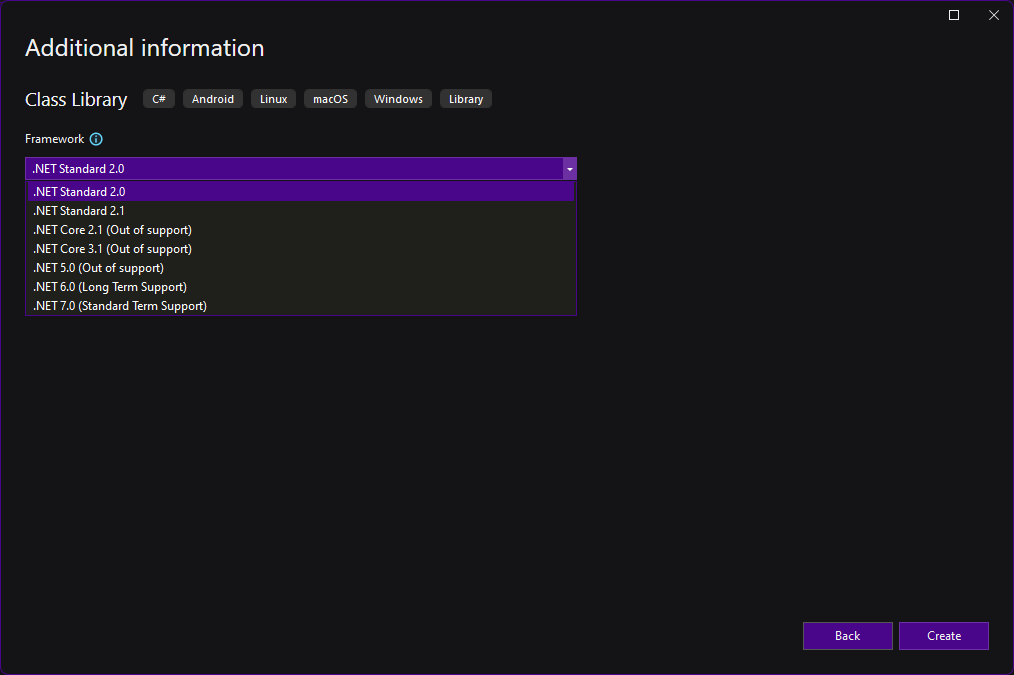 Additional information
Class Library C# Android Linux macOS Windows Library
Framework
.NET Standard 2.0
.NET Standard 2.0
.NET Standard 2.1
.NET Core 2.1 (Out of support)
.NET Core 3.1 (Out of support)
.NET 5.0 (Out of support)
.NET 6.0 (Long Term Support)
.NET 7.0 (Standard Term Support)
Back Create